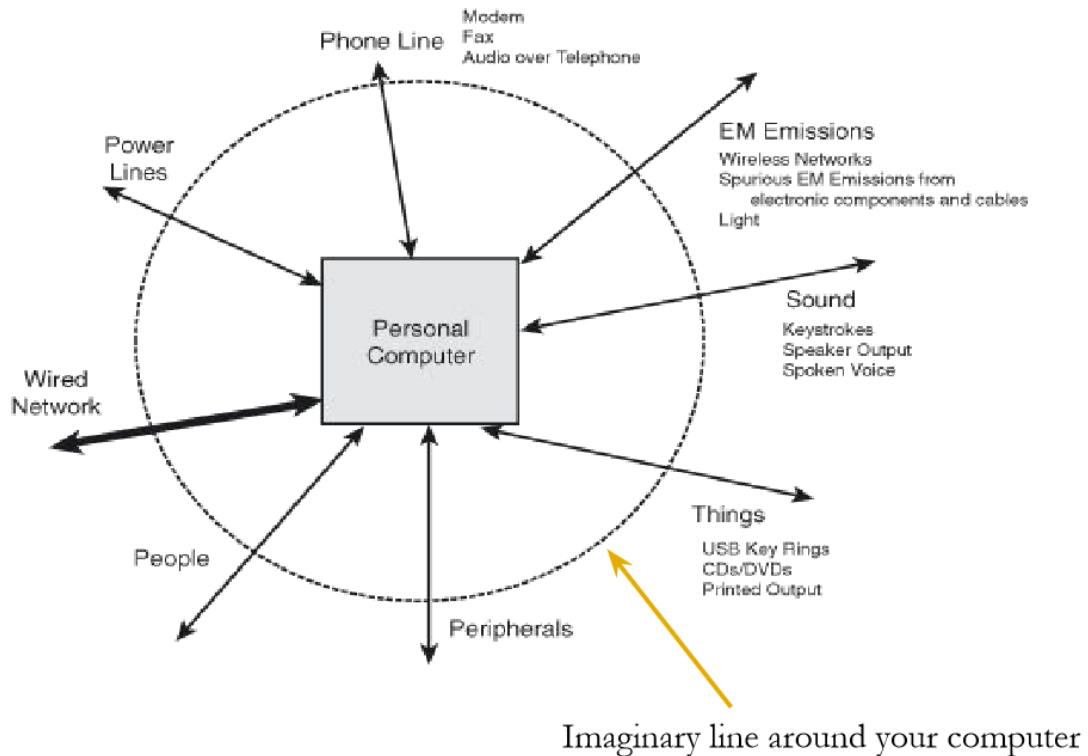 Phone Line
Modem
Fax
Audio over Telephone
Power
Lines
EM Emissions
Wireless Networks
Spurious EM Emissions from
electronic components and cables
Light
Personal
Computer
Sound
Keystrokes
Speaker Output
Spoken Voice
Wired
Network
Things
USB Key Rings
CDs/DVDs
Printed Output
People
Peripherals
Imaginary line around your computer